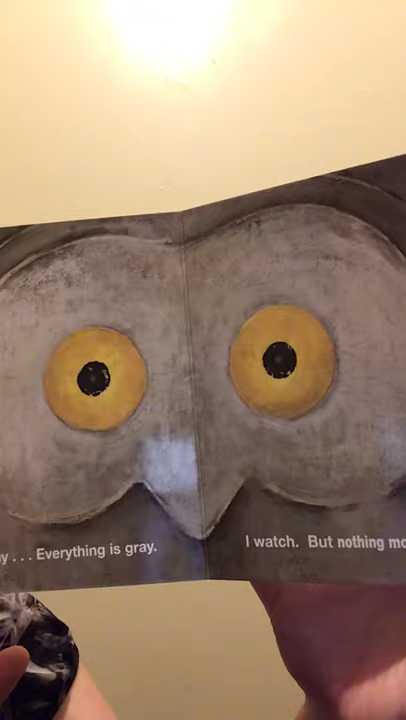 . . . Everything is gray.
I watch. But nothing